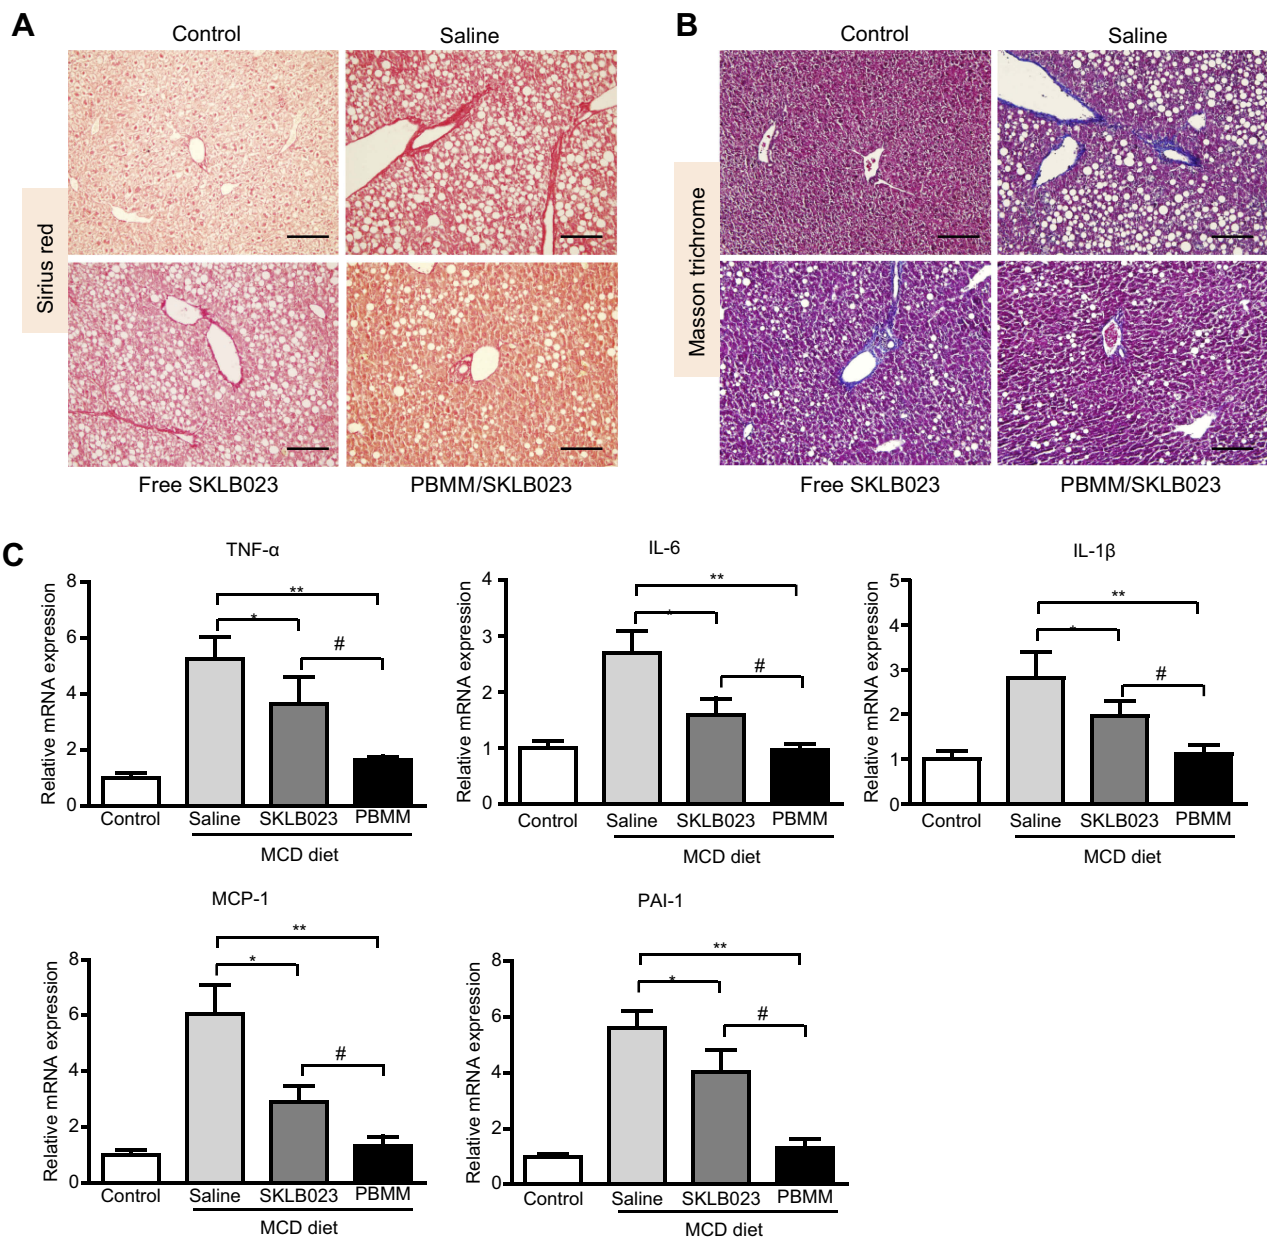 A
Control
Saline
Sirius red
Free SKLB023
PBMM/SKLB023
B
Control
Saline
Masson trichrome
Free SKLB023
PBMM/SKLB023
C
TNF-α
Relative mRNA expression
8
6
4
2
0
**
*
#
Control
Saline
SKLB023
PBMM
MCD diet
IL-6
Relative mRNA expression
4
3
2
1
0
**
*
#
Control
Saline
SKLB023
PBMM
MCD diet
IL-1β
Relative mRNA expression
5
4
3
2
1
0
**
*
#
Control
Saline
SKLB023
PBMM
MCD diet
MCP-1
Relative mRNA expression
8
6
4
2
0
**
*
#
Control
Saline
SKLB023
PBMM
MCD diet
PAI-1
Relative mRNA expression
8
6
4
2
0
**
*
#
Control
Saline
SKLB023
PBMM
MCD diet